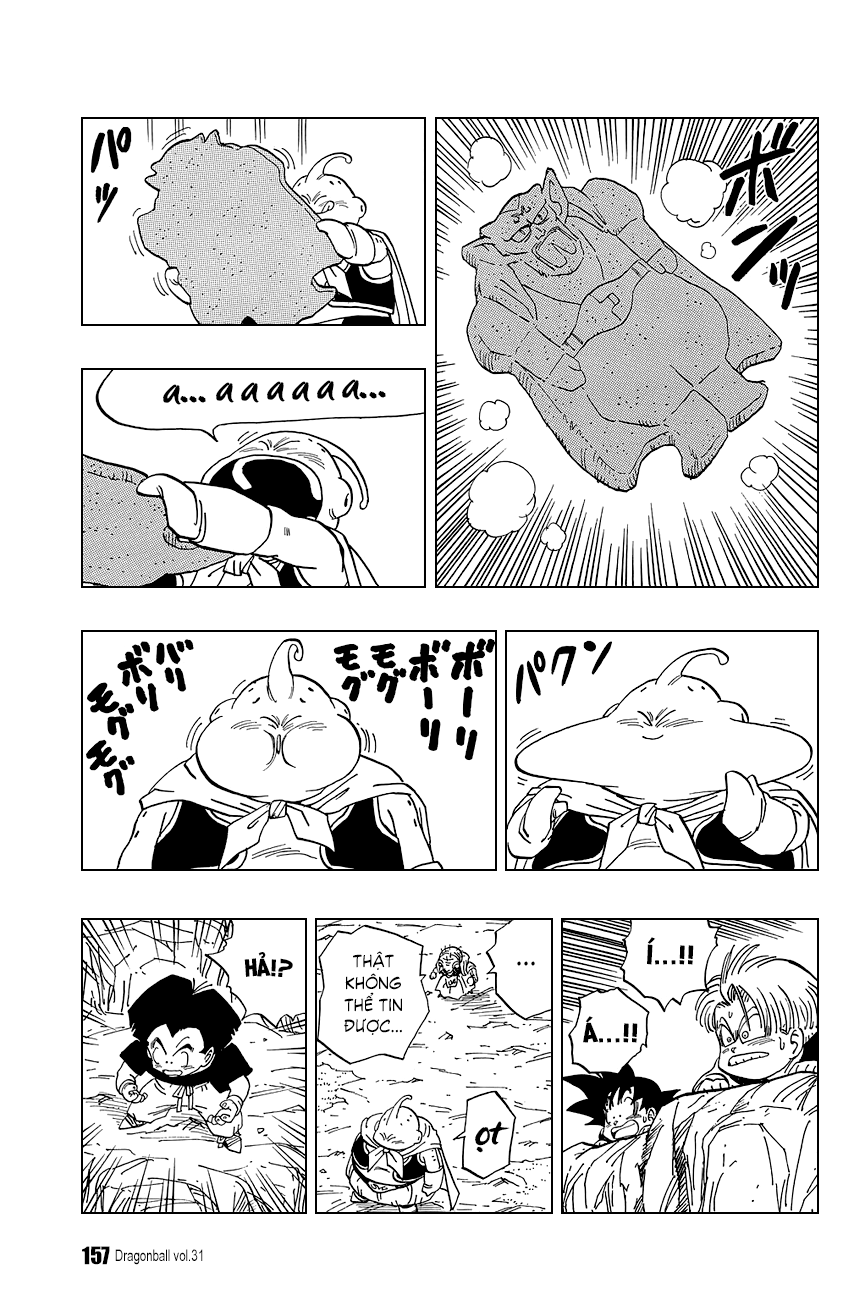 ボンッ
パッ
a... a a a a a a...
パクン
ボーリ
ボーリ
モグ
モグ
バリ
ボリ
モグ
モグ
Í...!!
Á...!!
...
THẬT
KHÔNG
THỂ TIN
ĐƯỢC...
ỌT
HẢ!?
157 Dragonball vol.31